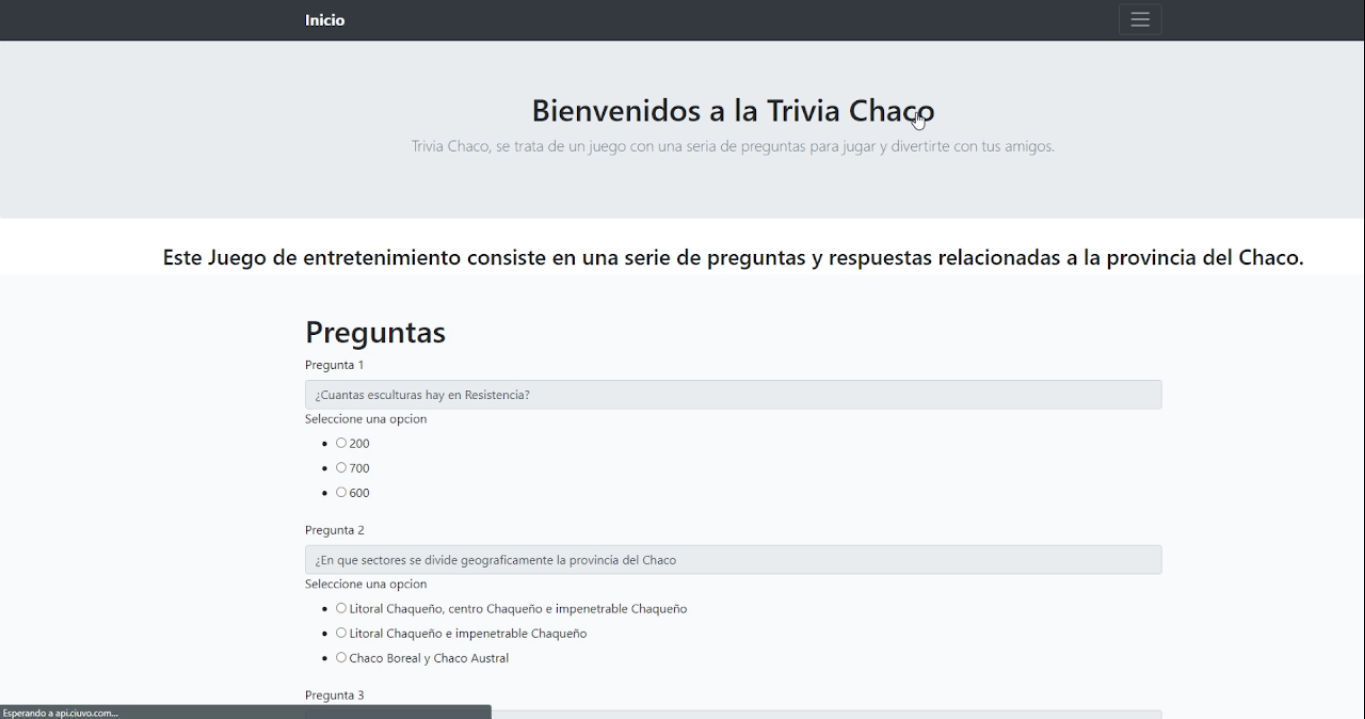 Inicio
Bienvenidos a la Trivia Chaco
Trivia Chaco, se trata de un juego con una seria de preguntas para jugar y divertirte con tus amigos.
Este Juego de entretenimiento consiste en una serie de preguntas y respuestas relacionadas a la provincia del Chaco.
Preguntas
Pregunta 1
¿Cuantas esculturas hay en Resistencia?
Seleccione una opcion
200
700
600
Pregunta 2
¿En que sectores se divide geograficamente la provincia del Chaco
Seleccione una opcion
Litoral Chaqueño, centro Chaqueño e impenetrable Chaqueño
Litoral Chaqueño e impenetrable Chaqueño
Chaco Boreal y Chaco Austral
Pregunta 3
Esperando a api.ciuvo.com...